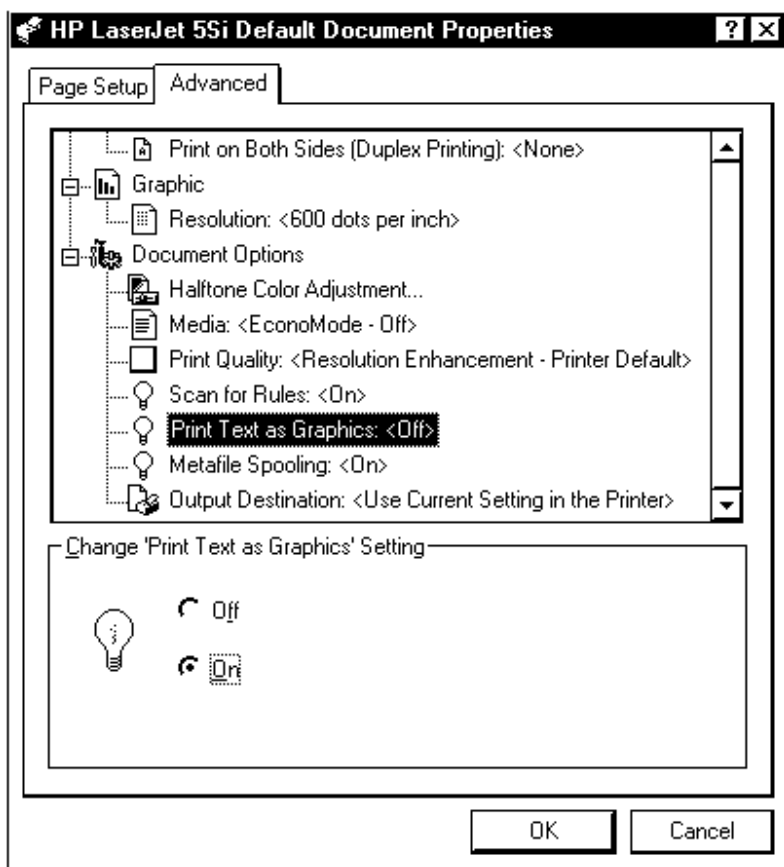 HP LaserJet 5Si Default Document Properties
Page Setup
Advanced
Print on Both Sides (Duplex Printing): <None>
Graphic
Resolution: <600 dots per inch>
Document Options
Halftone Color Adjustment...
Media: <EconoMode - Off>
Print Quality: <Resolution Enhancement - Printer Default>
Scan for Rules: <On>
Print Text as Graphics: <Off>
Metafile Spooling: <On>
Output Destination: <Use Current Setting in the Printer>
Change 'Print Text as Graphics' Setting
Off
On
OK
Cancel